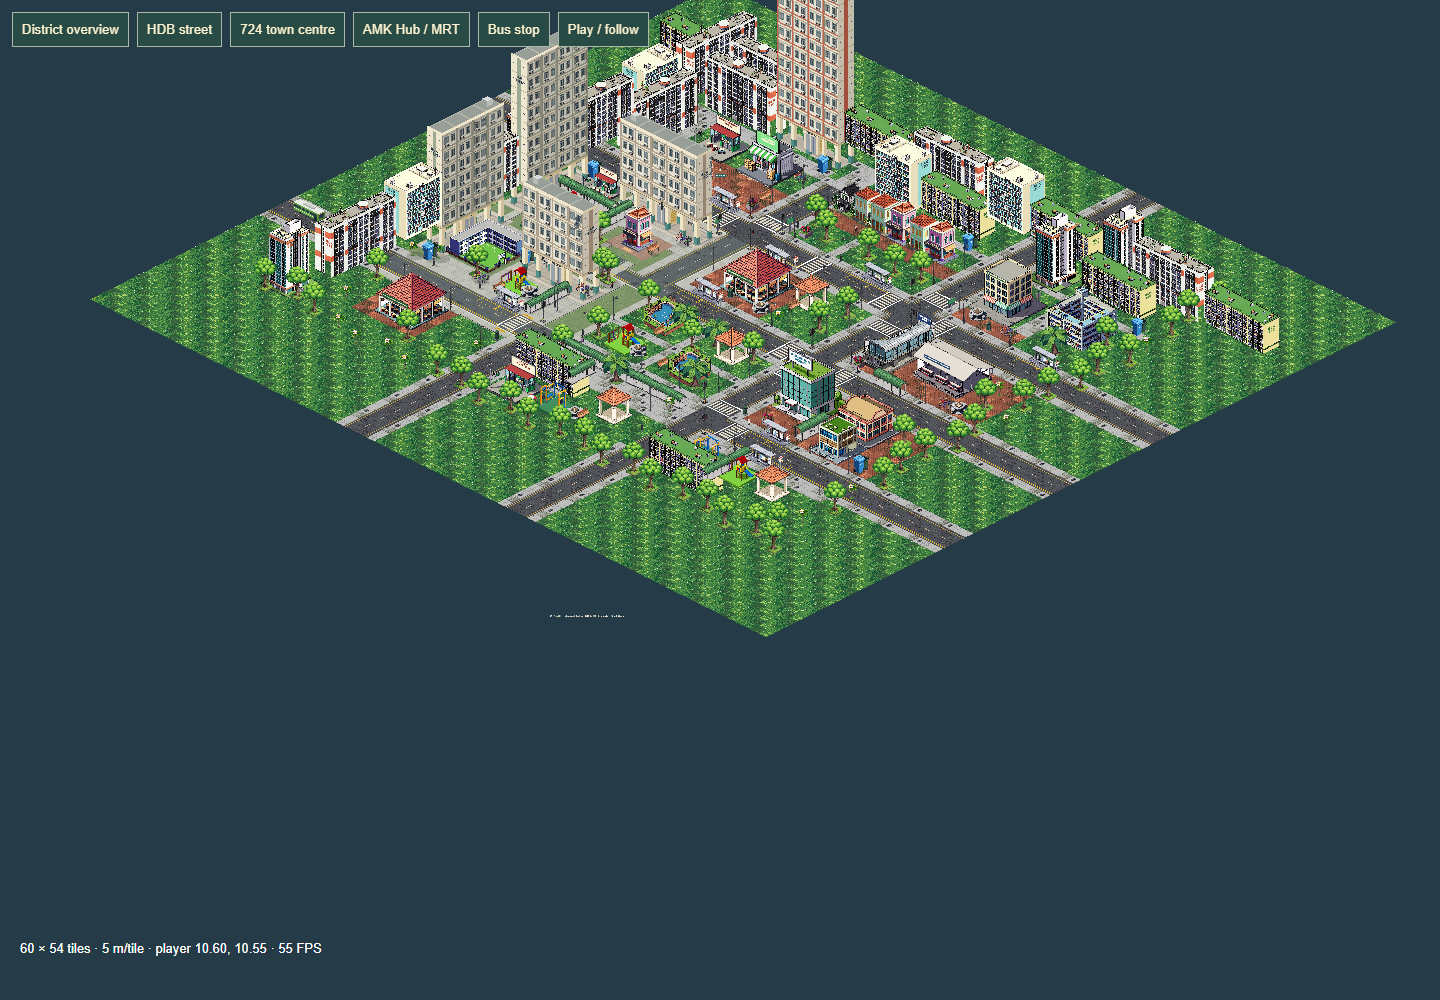 District overview
HDB street
724 town centre
AMK Hub / MRT
Bus stop
Play / follow
60 × 54 tiles · 5 m/tile · player 10.60, 10.55 · 55 FPS